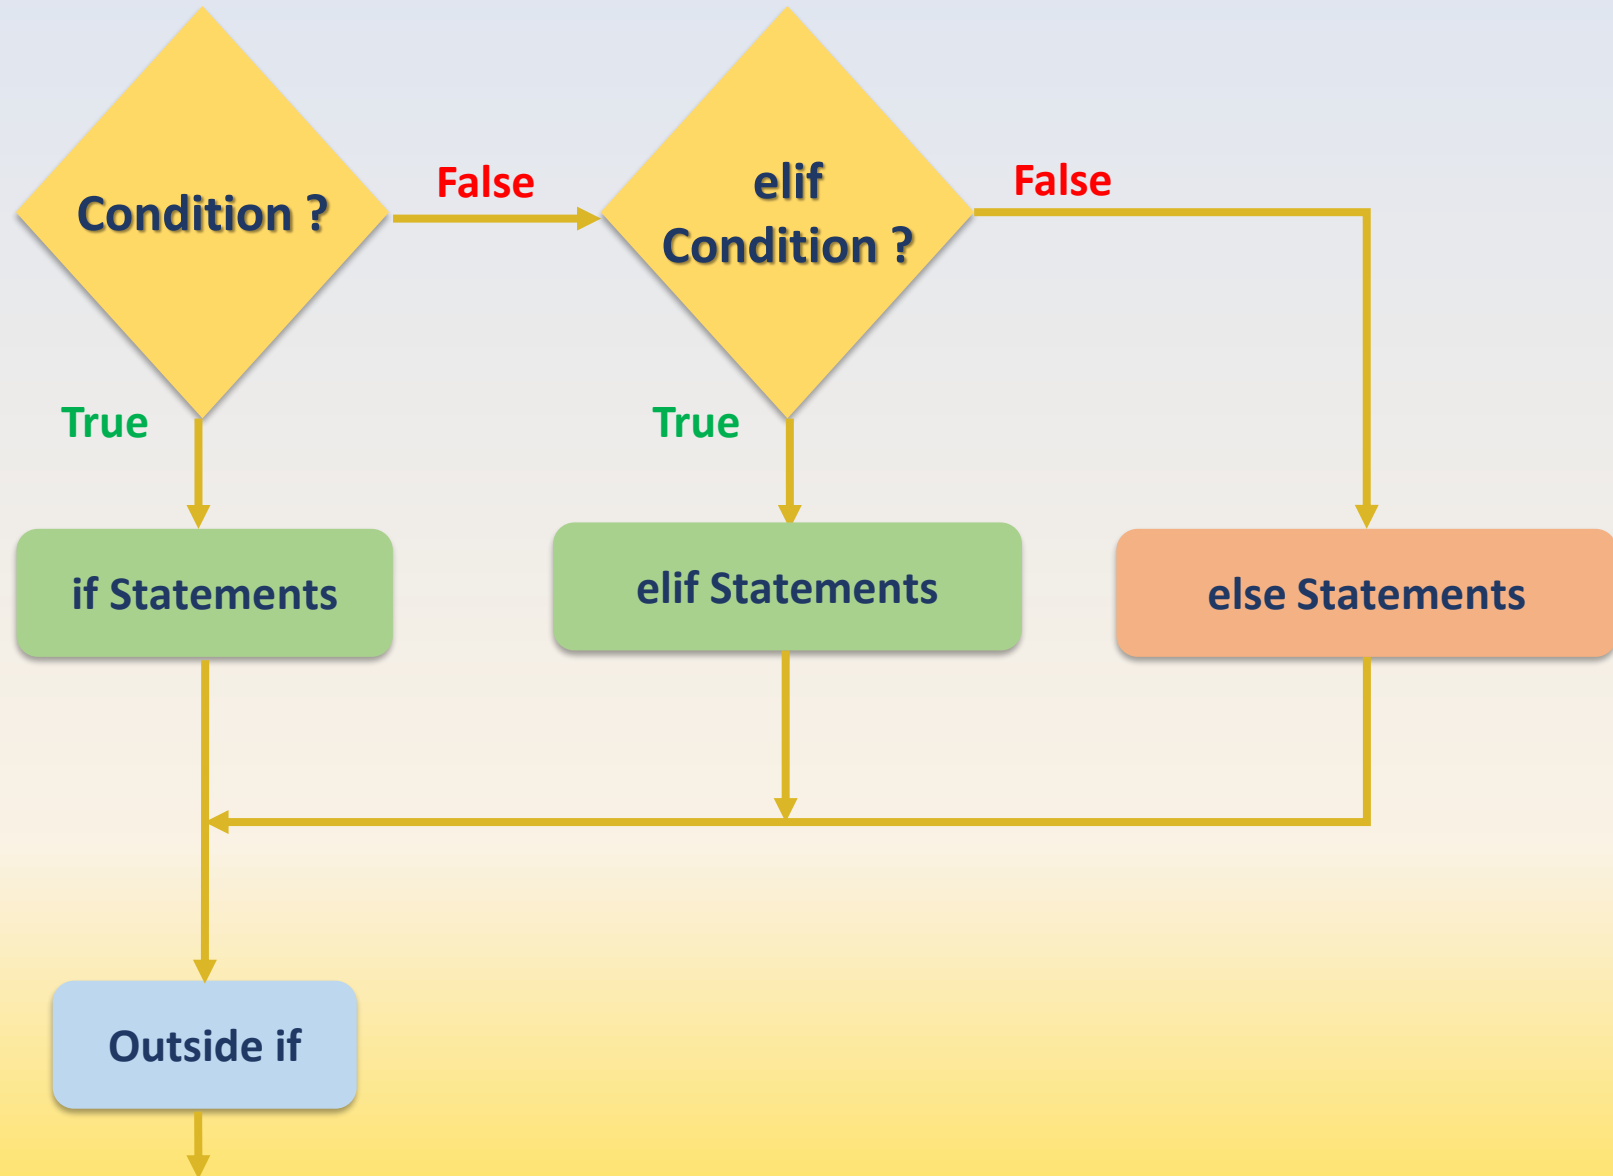 Condition ?
False
elif
Condition ?
False
True
True
if Statements
elif Statements
else Statements
Outside if